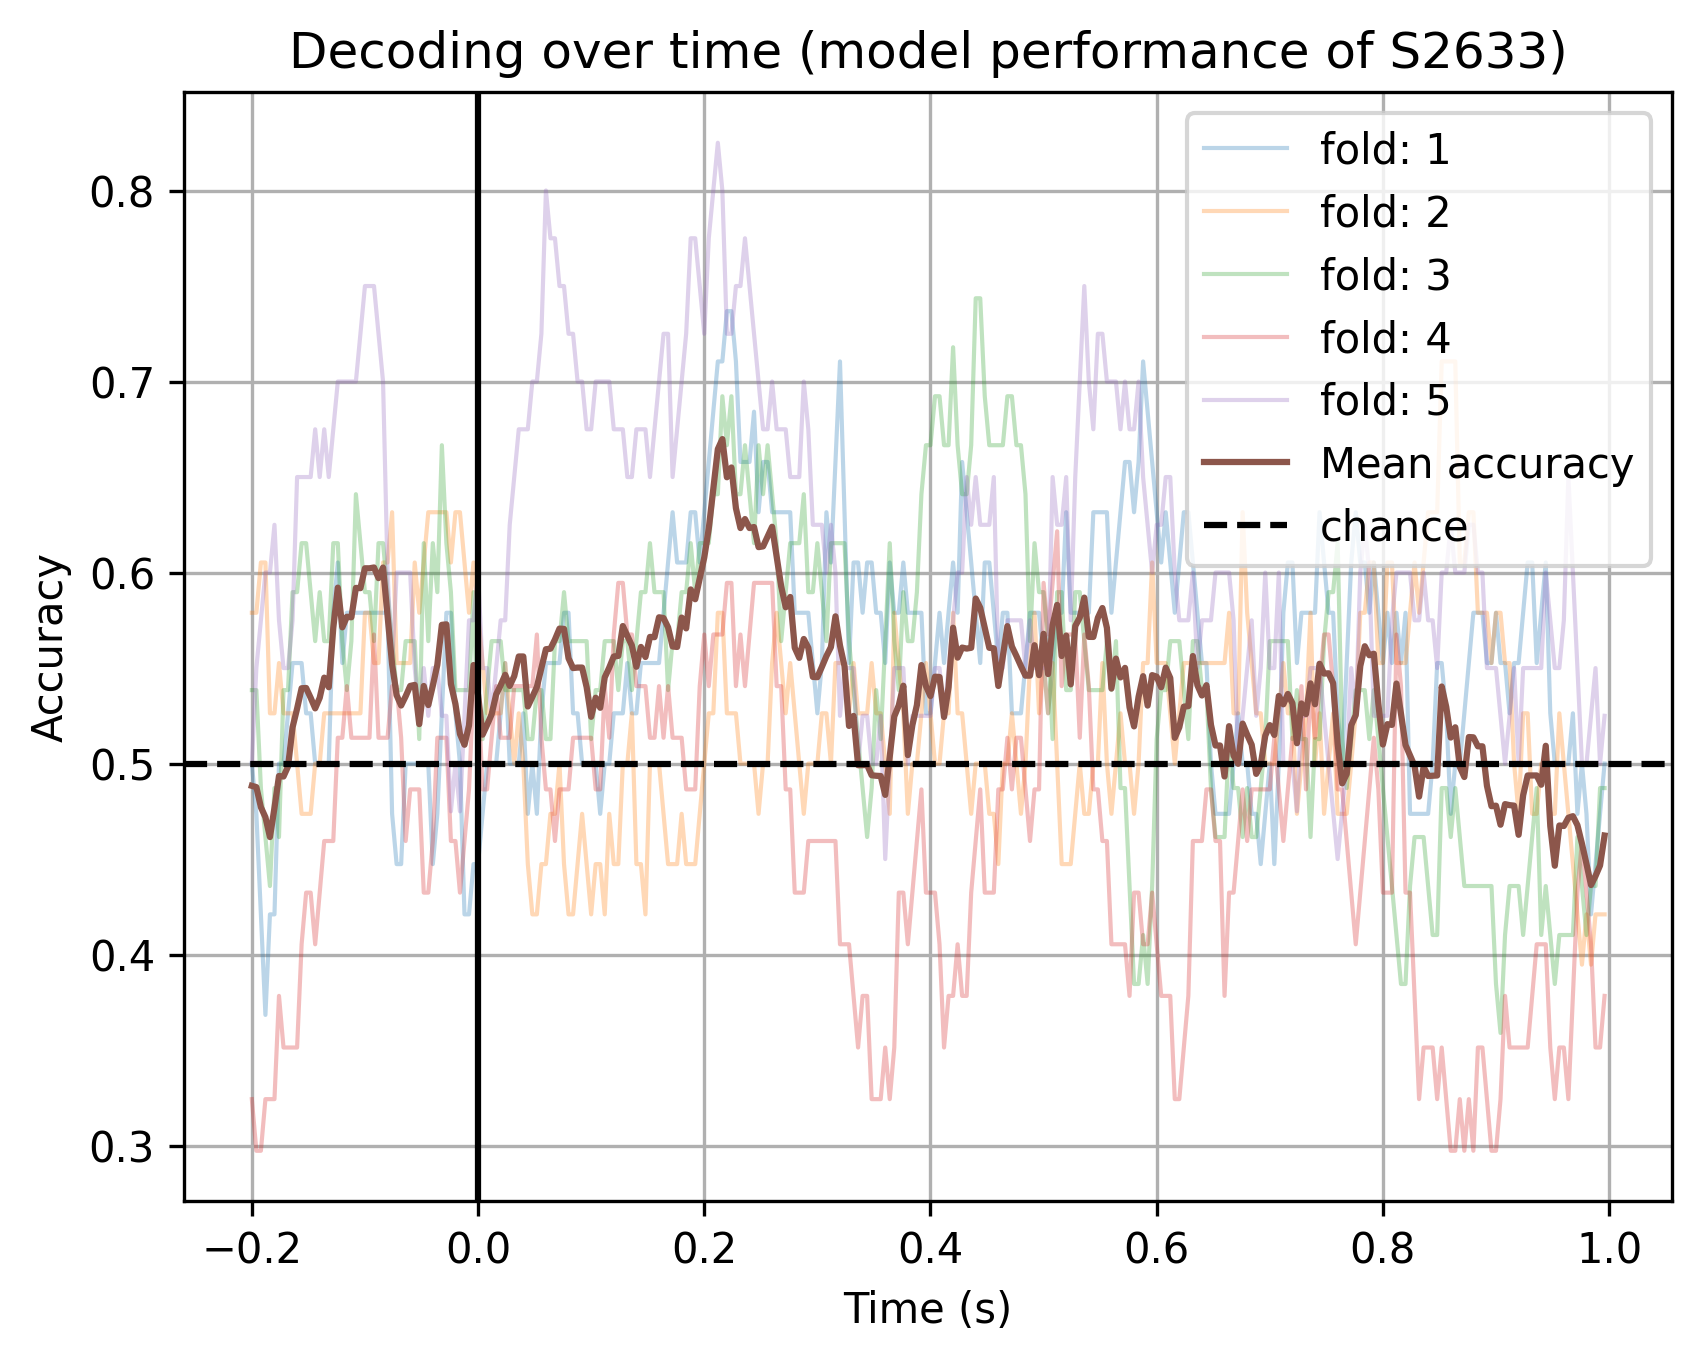 Decoding over time (model performance of S2633)
fold: 1
fold: 2
fold: 3
fold: 4
fold: 5
Mean accuracy
chance
0.8
0.7
0.6
0.5
0.4
0.3
Accuracy
−0.2 0.0 0.2 0.4 0.6 0.8 1.0
Time (s)